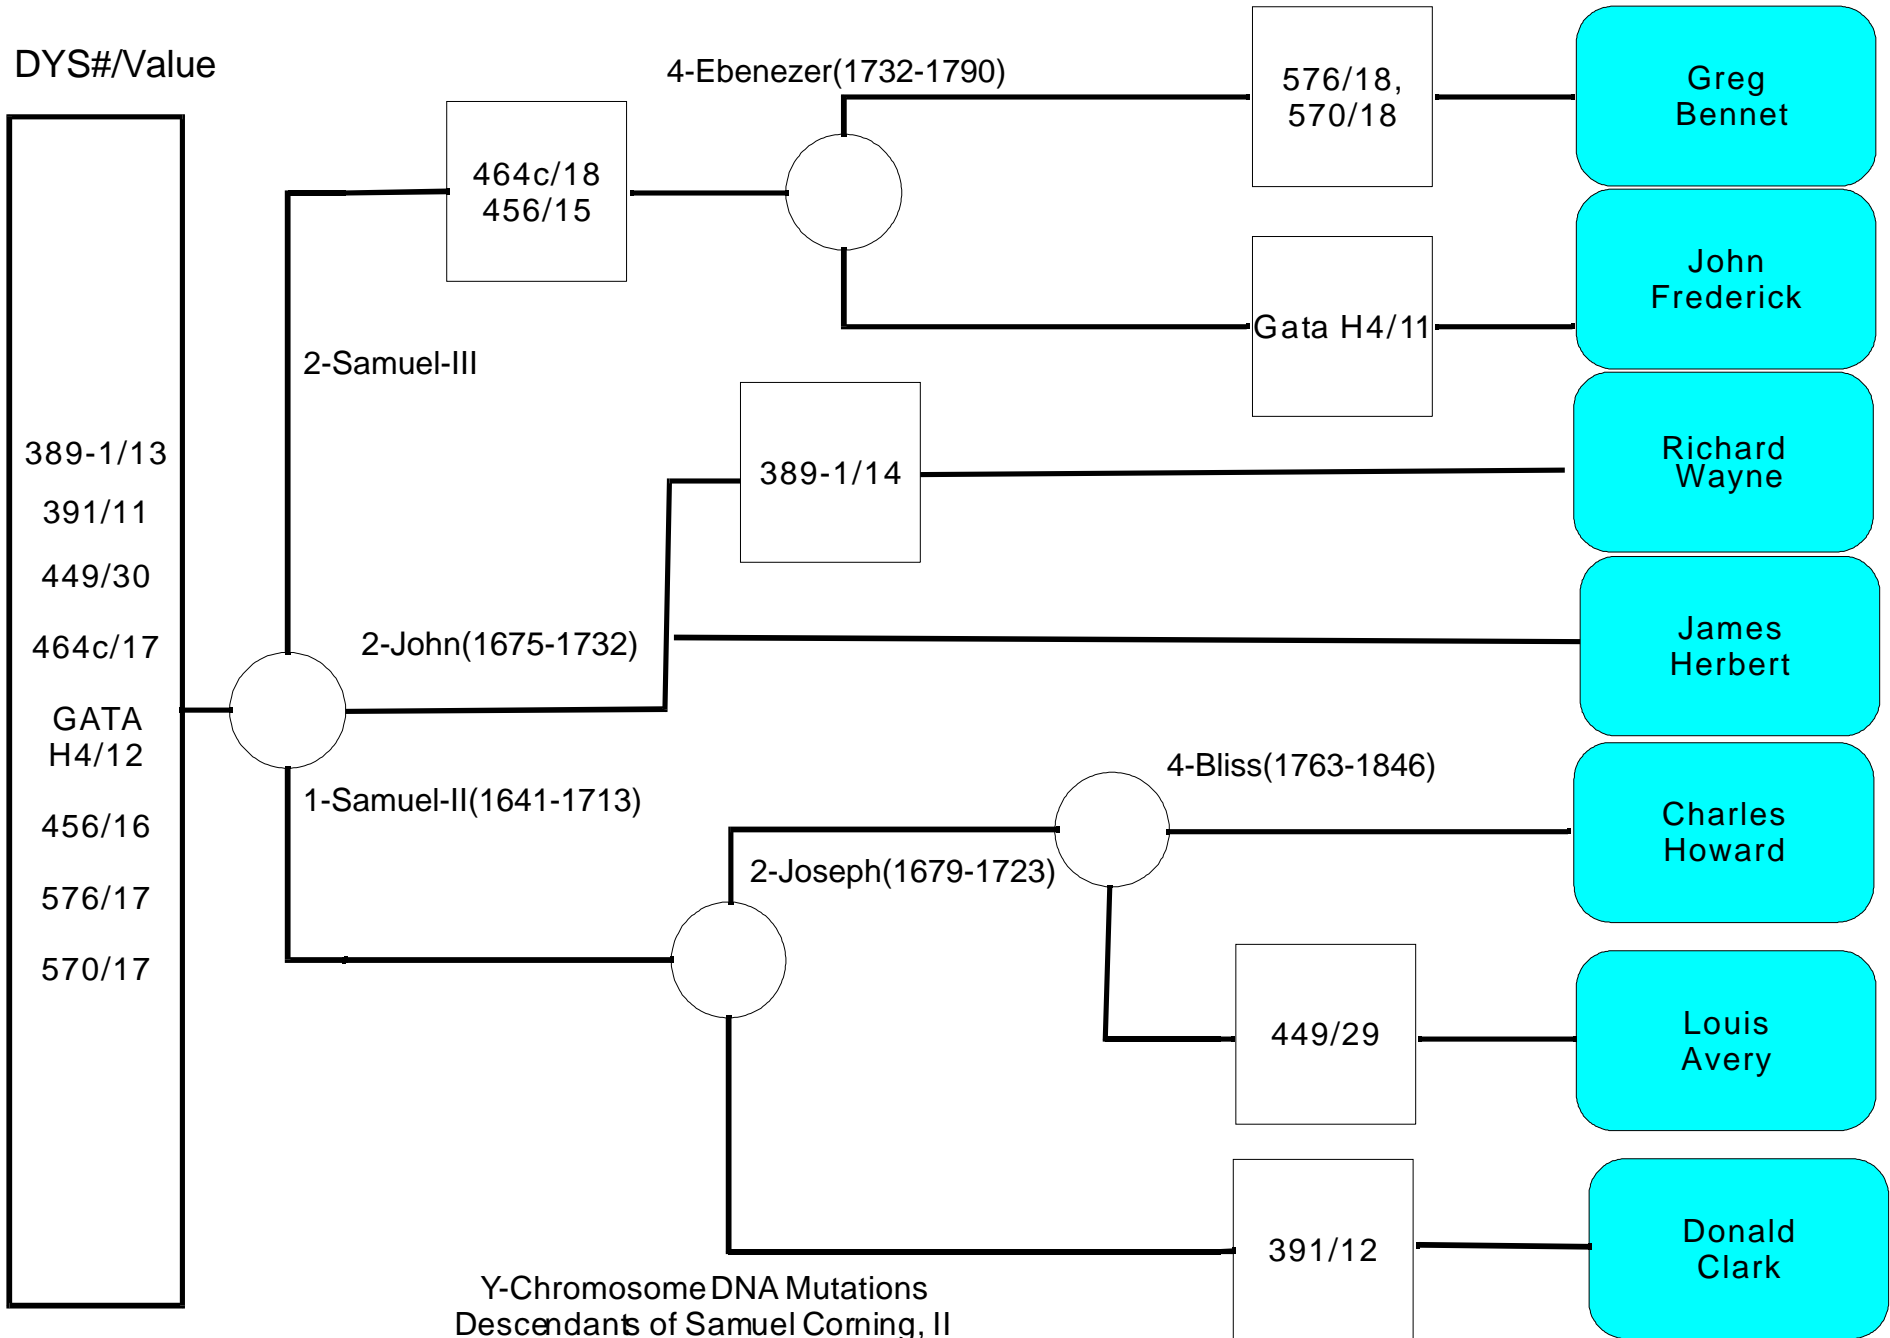 DYS#/Value
389-1/13
391/11
449/30
464c/17
GATA
H4/12
456/16
576/17
570/17
2-Samuel-III
464c/18
456/15
4-Ebenezer(1732-1790)
576/18,
570/18
Greg
Bennet
Gata H4/11
John
Frederick
2-John(1675-1732)
389-1/14
Richard
Wayne
James
Herbert
1-Samuel-II(1641-1713)
2-Joseph(1679-1723)
4-Bliss(1763-1846)
Charles
Howard
449/29
Louis
Avery
391/12
Donald
Clark
Y-Chromosome DNA Mutations
Descendants of Samuel Corning, II